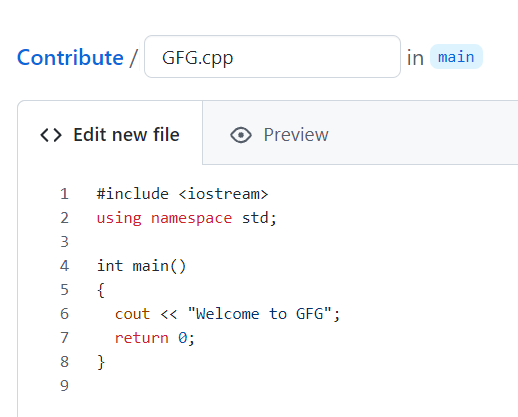 Contribute / GFG.cpp in main
<> Edit new file Preview
1 #include <iostream>
2 using namespace std;
3
4 int main()
5 {
6   cout << "Welcome to GFG";
7   return 0;
8 }
9